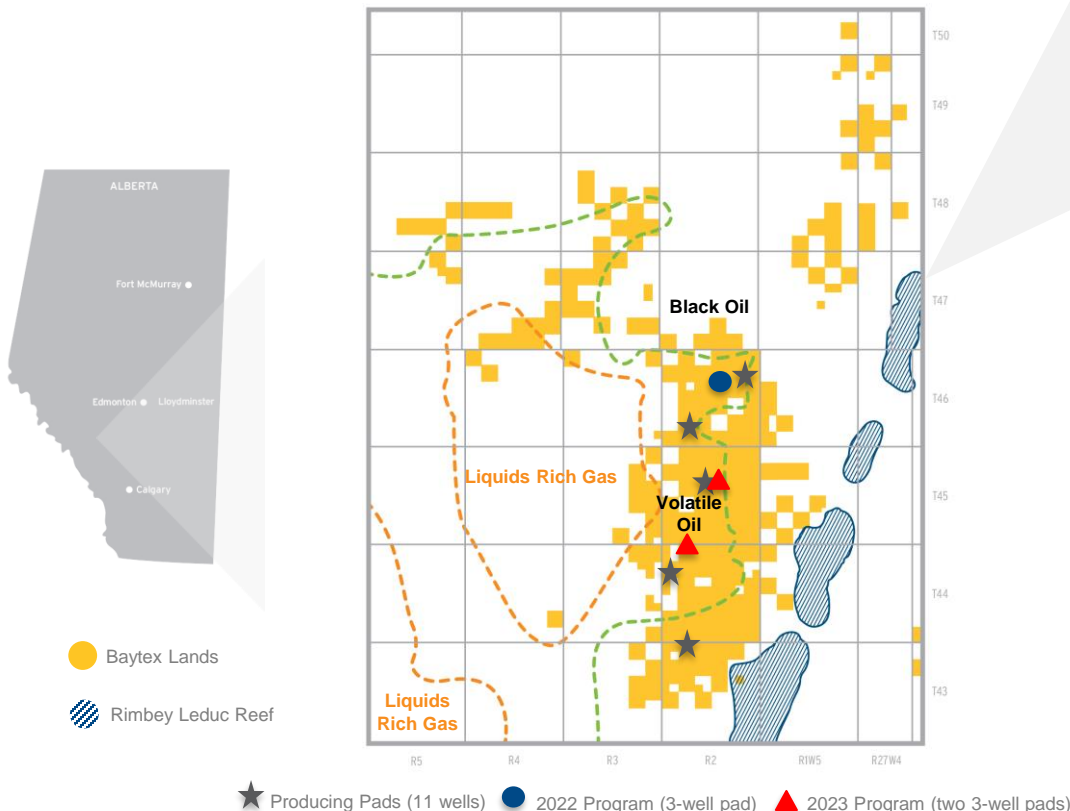 ALBERTA
Fort McMurray
Edmonton
Lloydminster
Calgary
Baytex Lands
Rimbey Leduc Reef
T50
T49
T48
T47
T46
T45
T44
T43
Black Oil
Liquids Rich Gas
Volatile
Oil
Liquids
Rich Gas
R5
R4
R3
R2
R1W5
R27W4
Producing Pads (11 wells)
2022 Program (3-well pad)
2023 Program (two 3-well pads)